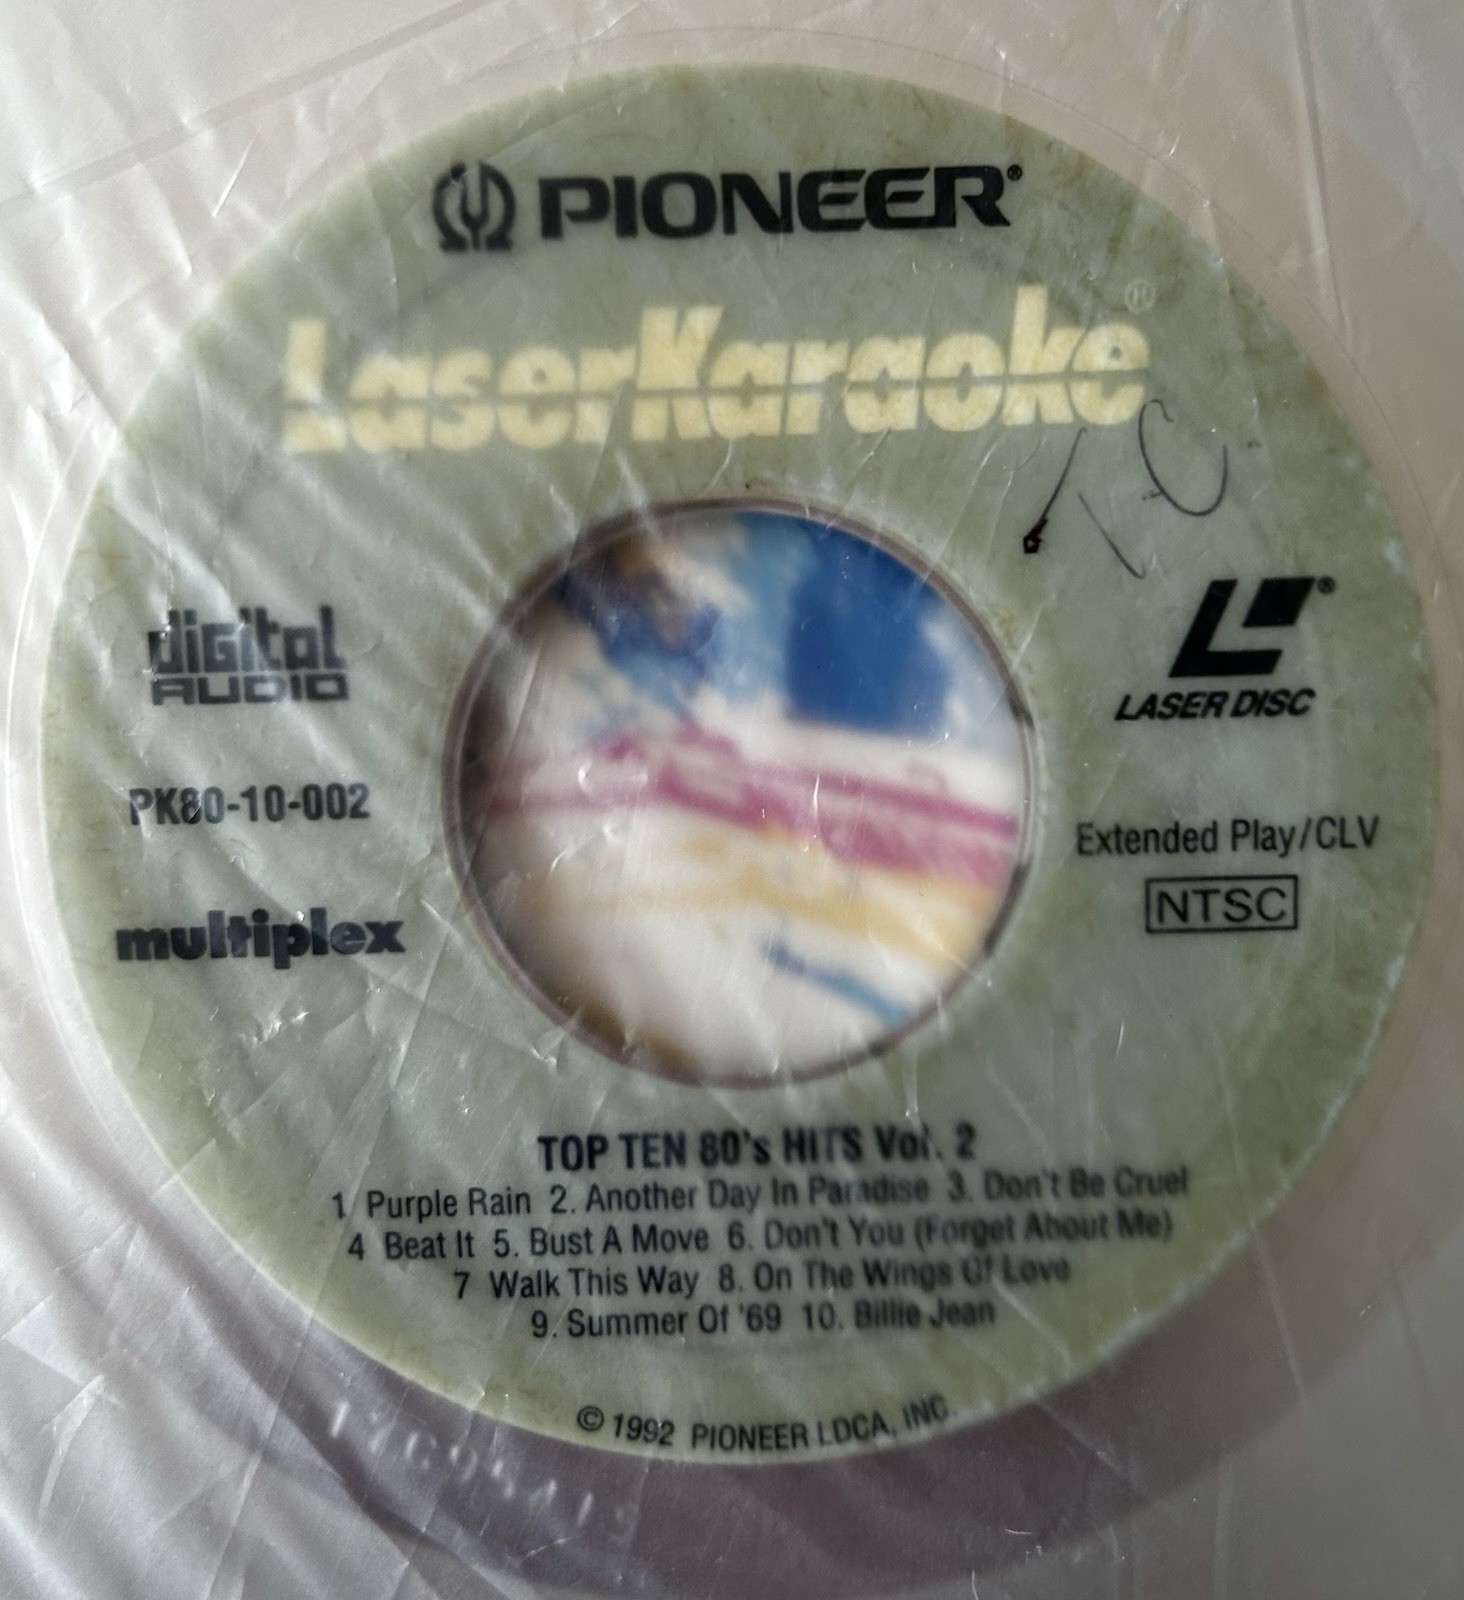 PIONEER®
LaserKaraoke®
digital
AUDIO
PK80-10-002
multiplex
®
LASER DISC
Extended Play/CLV
NTSC
TOP TEN 80's HITS Vol. 2
1 Purple Rain 2. Another Day In Paradise 3. Don't Be Cruel
4 Beat It 5. Bust A Move 6. Don't You (Forget About Me)
7 Walk This Way 8. On The Wings Of Love
9. Summer Of '69 10. Billie Jean
© 1992 PIONEER LDCA, INC.